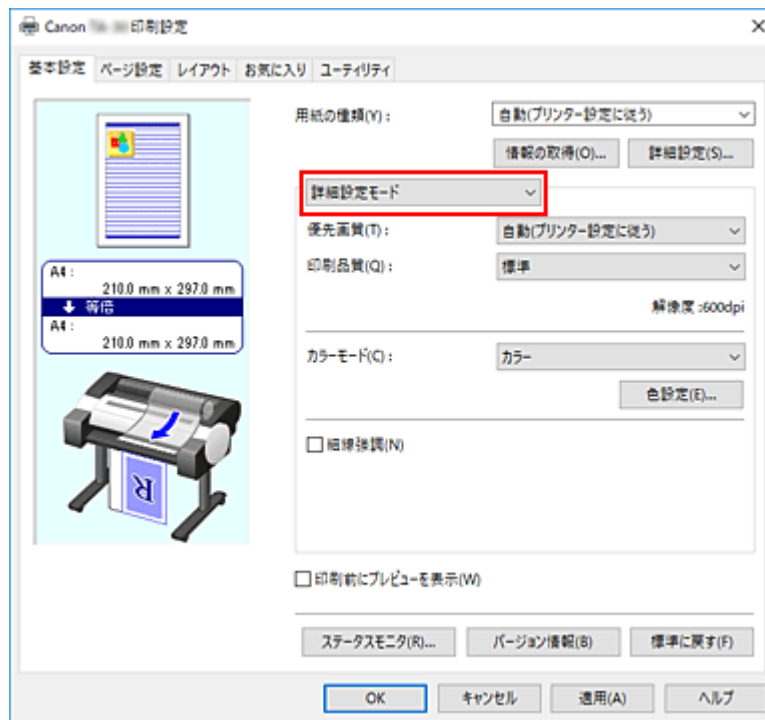 Canon 印刷設定
基本設定 ページ設定 レイアウト お気に入り ユーティリティ
用紙の種類(Y)： 自動(プリンター設定に従う)
情報の取得(O)... 詳細設定(S)...
詳細設定モード
優先画質(T)： 自動(プリンター設定に従う)
印刷品質(Q)： 標準
解像度 :600dpi
A4 :
210.0 mm x 297.0 mm
等倍
A4 :
210.0 mm x 297.0 mm
カラーモード(C)： カラー
色設定(E)...
細線強調(N)
R
印刷前にプレビューを表示(W)
ステータスモニタ(R)... バージョン情報(B) 標準に戻す(F)
OK キャンセル 適用(A) ヘルプ